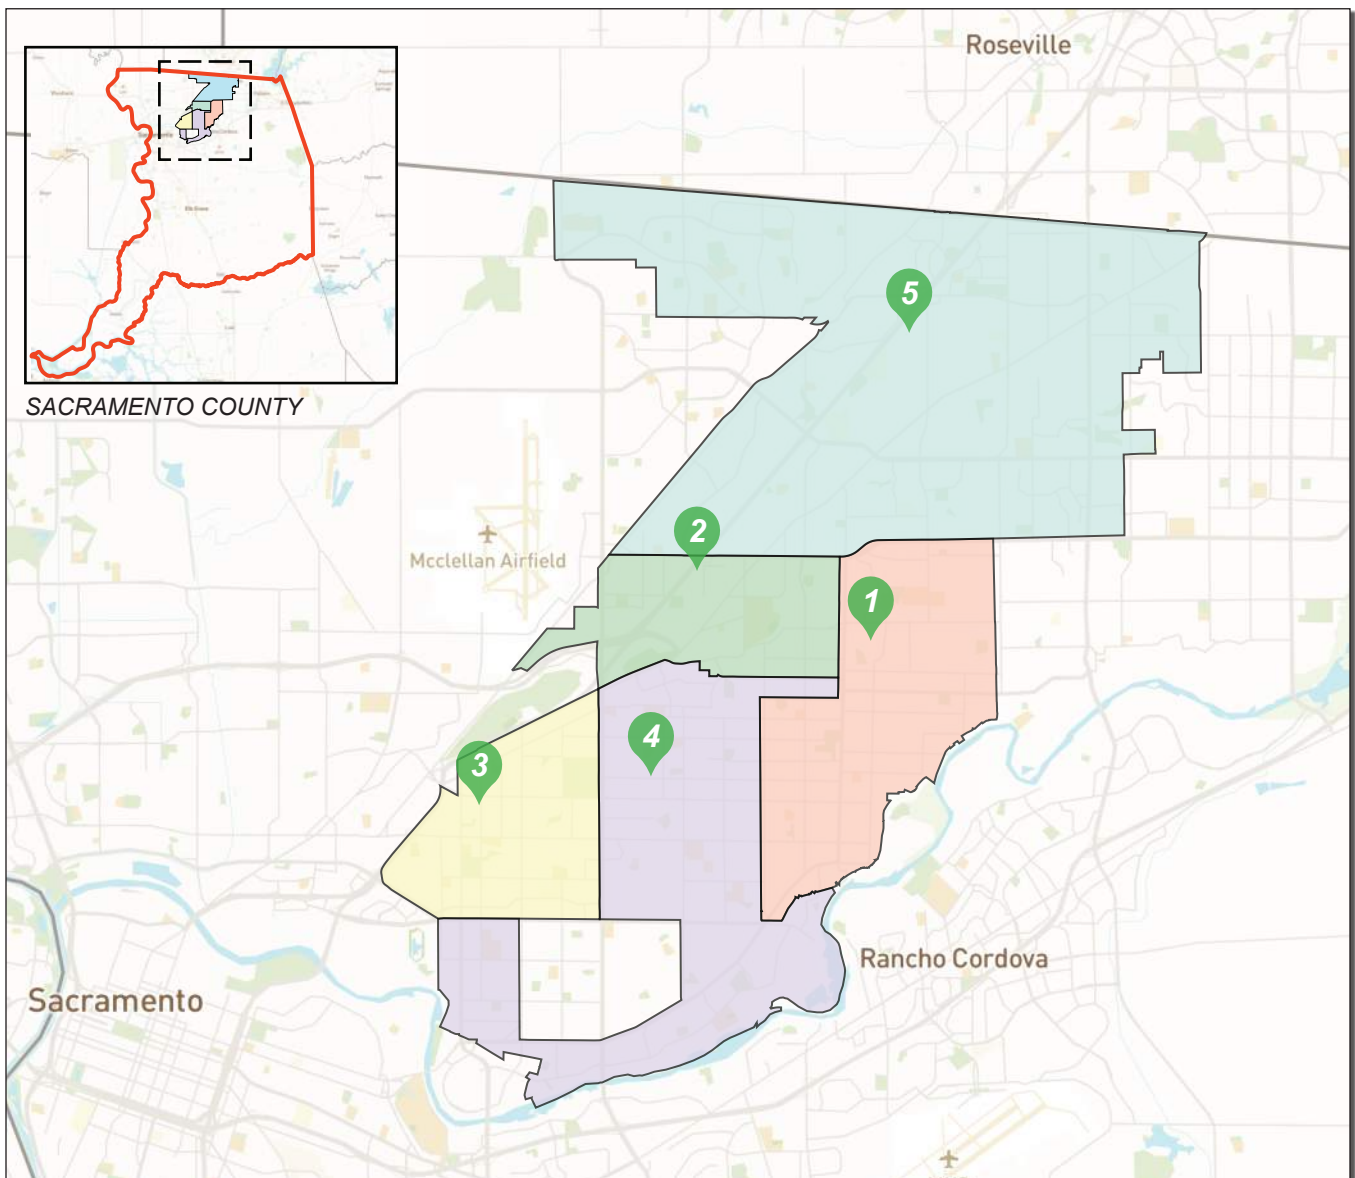 Roseville
SACRAMENTO COUNTY
5
2
Mcclellan Airfield
1
4
3
Rancho Cordova
Sacramento